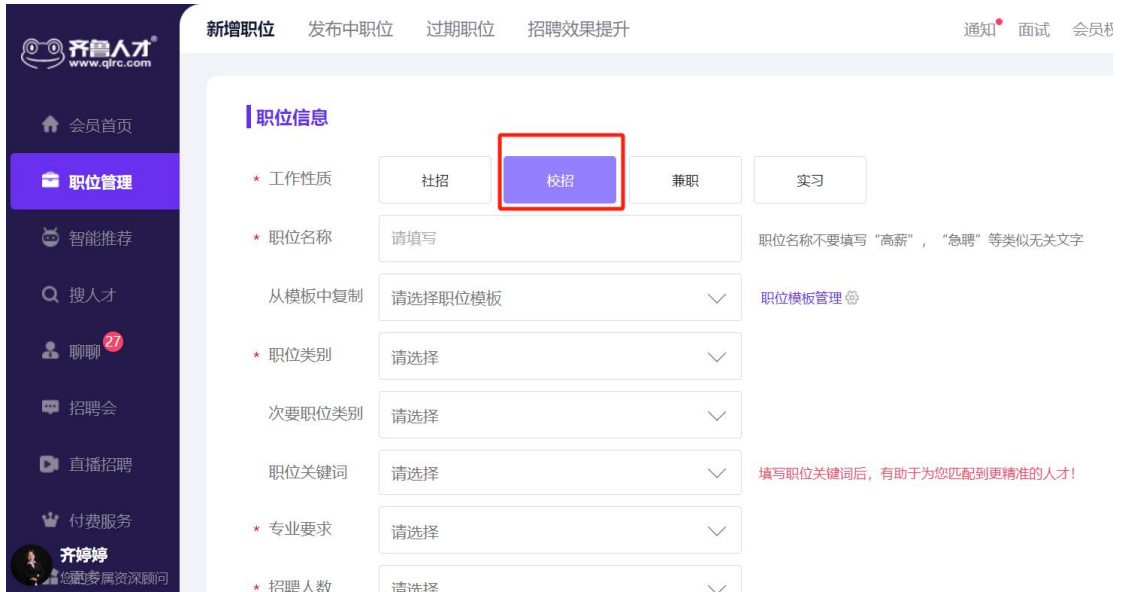 新增职位 发布中职位 过期职位 招聘效果提升 通知 面试 会员权
齐鲁人才®
www.qlrc.com
职位信息
会员首页
职位管理
* 工作性质 社招 校招 兼职 实习
智能推荐
* 职位名称 请填写 职位名称不要填写“高薪”，“急聘”等类似无关文字
搜人才
从模板中复制 请选择职位模板 职位模板管理
聊聊 27
* 职位类别 请选择
招聘会
次要职位类别 请选择
直播招聘
职位关键词 请选择 填写职位关键词后，有助于为您匹配到更精准的人才！
付费服务
* 专业要求 请选择
齐婷婷
您的专属资深顾问
* 招聘人数 请选择